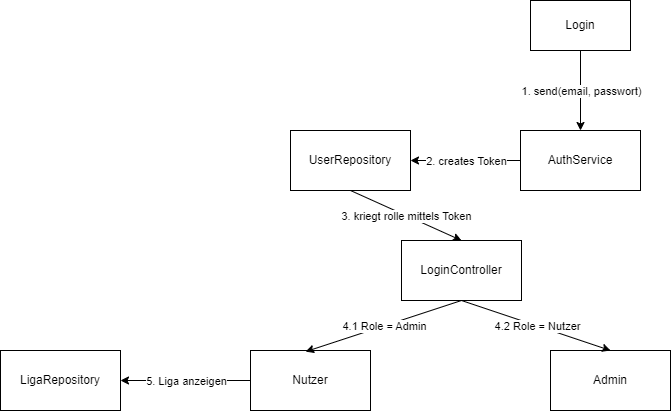 Login
1. send(email, passwort)
UserRepository
2. creates Token
AuthService
3. kriegt rolle mittels Token
LoginController
4.1 Role = Admin
4.2 Role = Nutzer
LigaRepository
5. Liga anzeigen
Nutzer
Admin